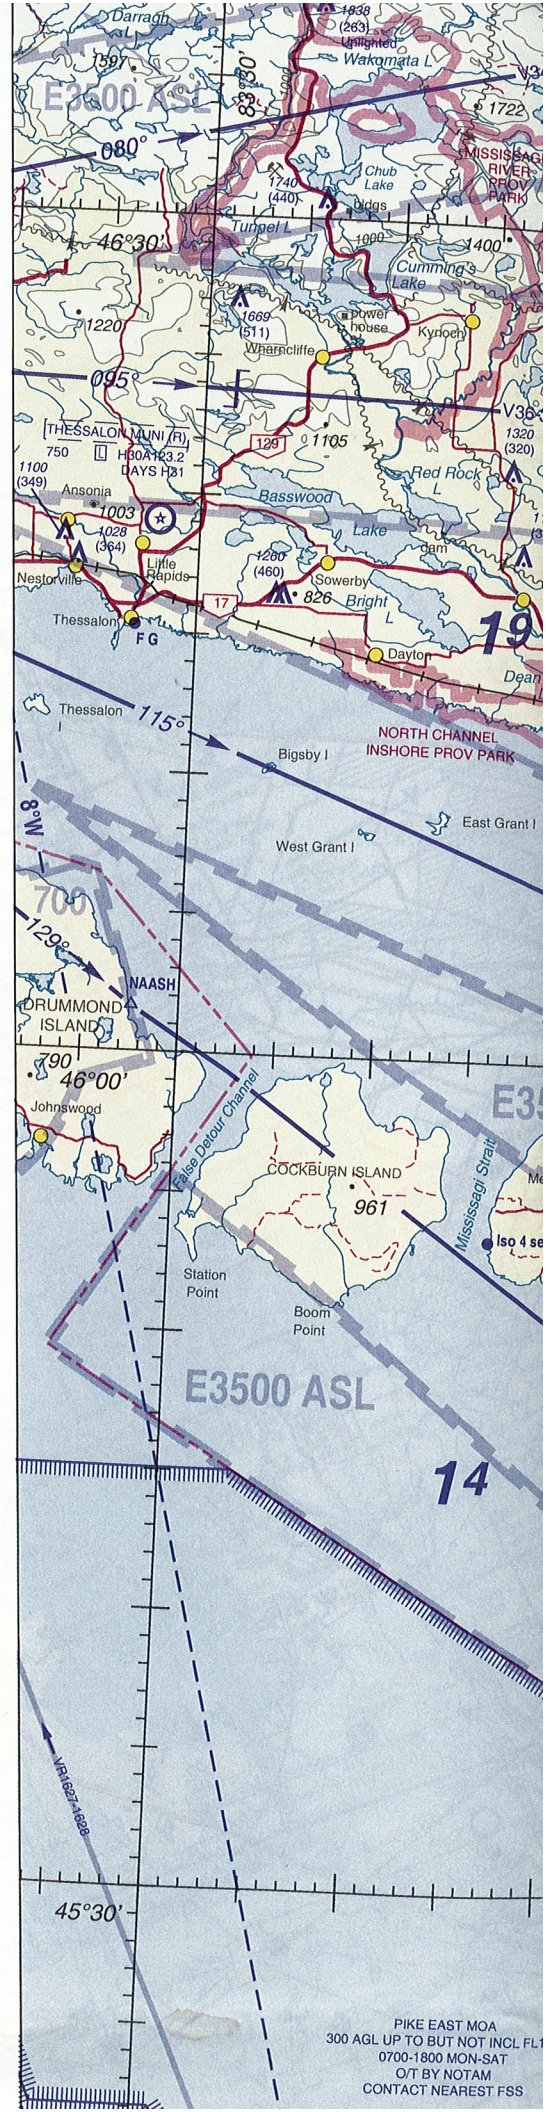 Darragh
L
1838
(263)
Unlighted
Wakomata L
1597
83°30'
E3500 ASL
1722
080°
MISSISSAGI
RIVER
PROV
PARK
1740
(440)
Chub
Lake
bldgs
Tunnel L
1000
1400
46°30'
Cummings
Lake
1669
(511)
1220
power
house
Kynoch
Wharncliffe
095°
V36
[THESSALON MUNI (R)]
750 L H30A123.2
DAYS H31
129
1105
1320
(320)
1100
(349)
Red Rock
L
Ansonia
1003
Basswood
Lake
1028
(364)
dam
Nestorville
Little
Rapids
1260
(460)
Sowerby
17
826
Bright
L
Thessalon
F G
19
Dayton
Dean
L
Thessalon
I
115°
NORTH CHANNEL
INSHORE PROV PARK
Bigsby I
8°W
East Grant I
West Grant I
700
129°
NAASH
DRUMMOND
ISLAND
790
46°00'
E35
Johnswood
False Detour Channel
COCKBURN ISLAND
961
Mississagi Strait
Me
Iso 4 se
Station
Point
Boom
Point
E3500 ASL
14
VR1627-1628
45°30'
PIKE EAST MOA
300 AGL UP TO BUT NOT INCL FL1
0700-1800 MON-SAT
O/T BY NOTAM
CONTACT NEAREST FSS